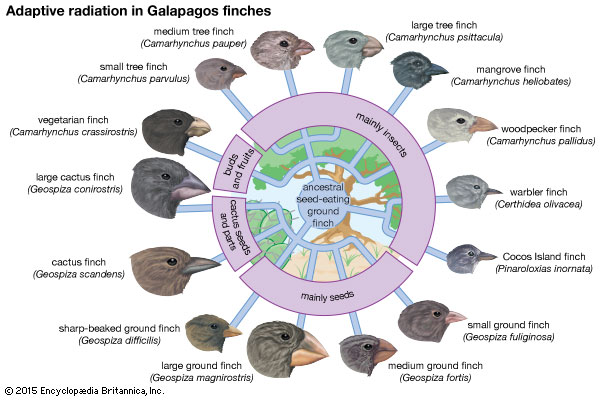 Adaptive radiation in Galapagos finches
medium tree finch
(Camarhynchus pauper)
large tree finch
(Camarhynchus psittacula)
small tree finch
(Camarhynchus parvulus)
mangrove finch
(Camarhynchus heliobates)
vegetarian finch
(Camarhynchus crassirostris)
woodpecker finch
(Camarhynchus pallidus)
large cactus finch
(Geospiza conirostris)
warbler finch
(Certhidea olivacea)
cactus finch
(Geospiza scandens)
Cocos Island finch
(Pinaroloxias inornata)
sharp-beaked ground finch
(Geospiza difficilis)
small ground finch
(Geospiza fuliginosa)
large ground finch
(Geospiza magnirostris)
medium ground finch
(Geospiza fortis)
mainly insects
buds
and fruits
cactus seeds
and parts
mainly seeds
ancestral
seed-eating
ground
finch
© 2015 Encyclopædia Britannica, Inc.